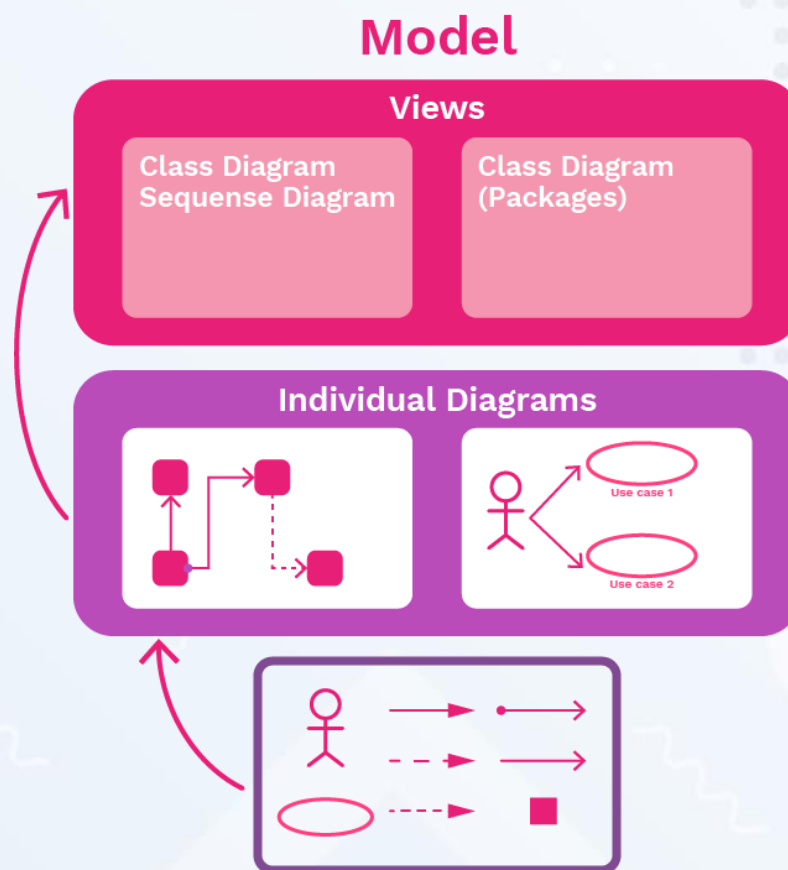 Model
Views
Class Diagram
Sequense Diagram
Class Diagram
(Packages)
Individual Diagrams
Use case 1
Use case 2